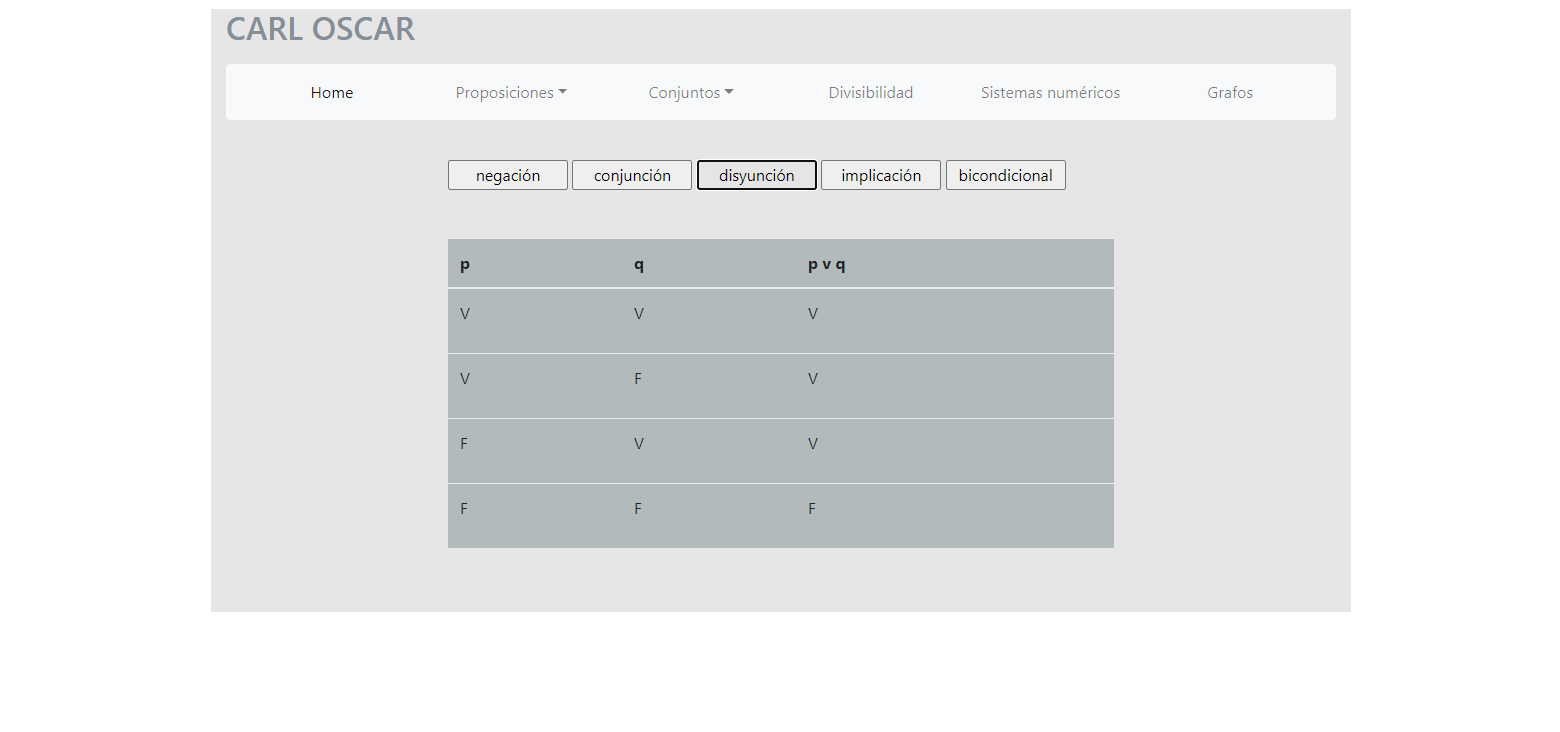 CARL OSCAR
Home Proposiciones Conjuntos Divisibilidad Sistemas numéricos Grafos
negación conjunción disyunción implicación bicondicional
p q p v q
V V V
V F V
F V V
F F F